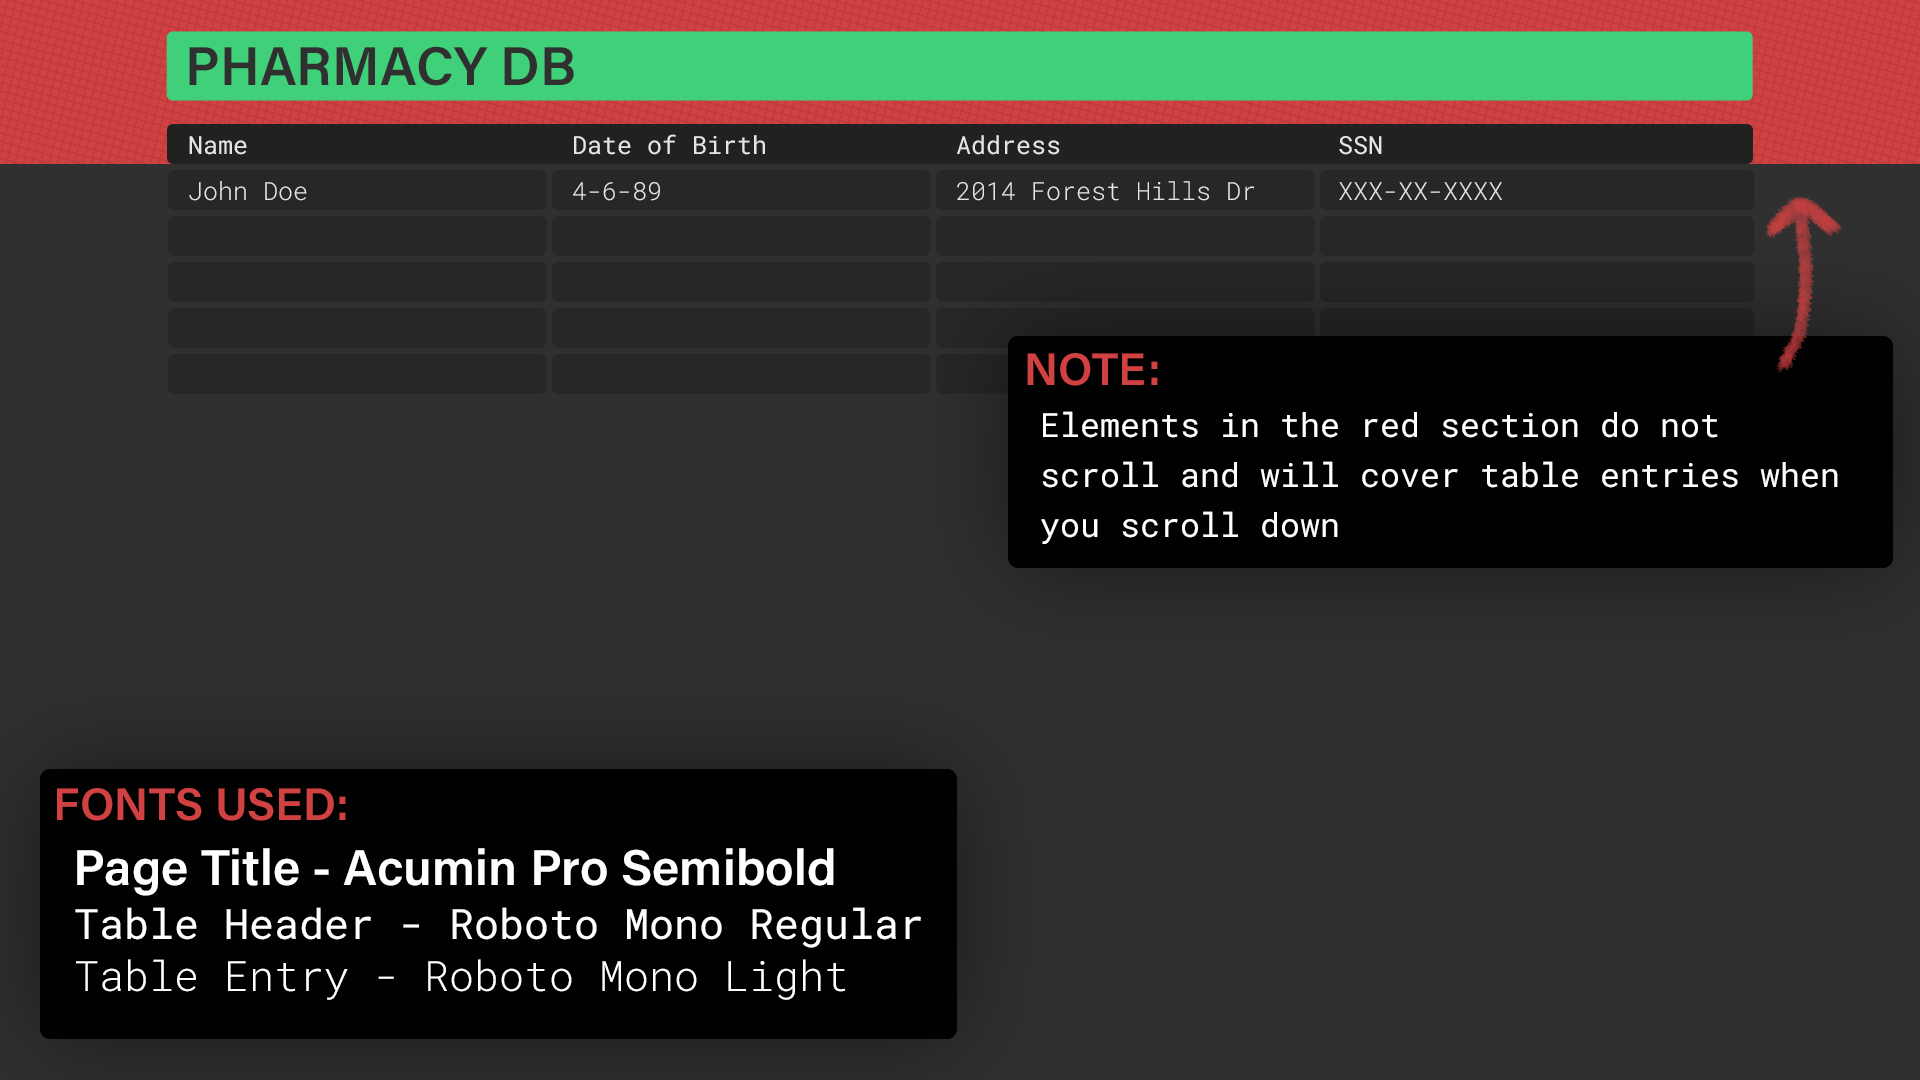 PHARMACY DB
Name Date of Birth Address SSN
John Doe 4-6-89 2014 Forest Hills Dr XXX-XX-XXXX
NOTE:
Elements in the red section do not
scroll and will cover table entries when
you scroll down
FONTS USED:
Page Title - Acumin Pro Semibold
Table Header - Roboto Mono Regular
Table Entry - Roboto Mono Light